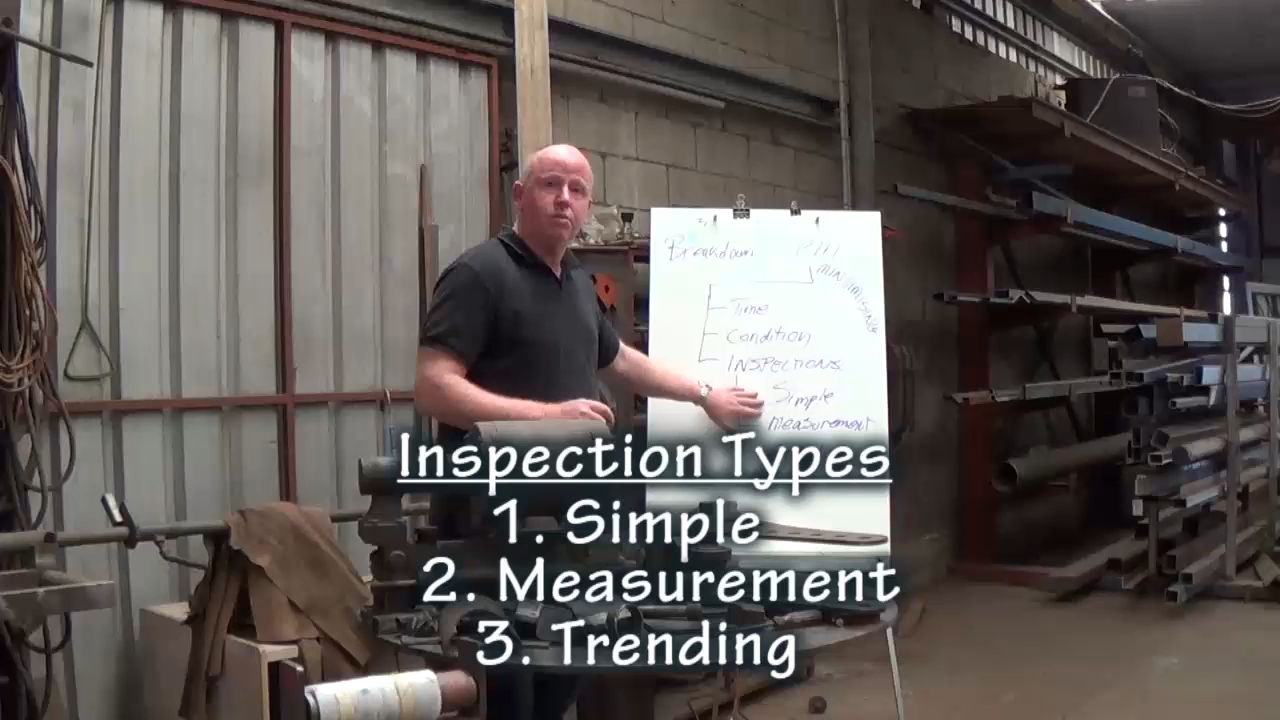 Breakdown PM
MINIMISING
Time
Condition
INSPECTIONS
Simple
Measurement
Inspection Types
1. Simple
2. Measurement
3. Trending